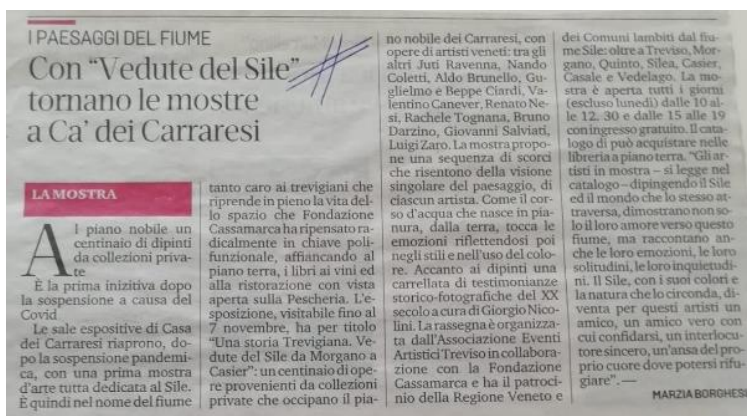 I PAESAGGI DEL FIUME
Con "Vedute del Sile"
tornano le mostre
a Ca' dei Carraresi
LA MOSTRA
Al piano nobile un
centinaio di dipinti
da collezioni priva-
te
È la prima inizitiva dopo
la sospensione a causa del
Covid
Le sale espositive di Casa
dei Carraresi riaprono, do-
po la sospensione pandemi-
ca, con una prima mostra
d'arte tutta dedicata al Sile.
È quindi nel nome del fiume
tanto caro ai trevigiani che
riprende in pieno la vita del-
lo spazio che Fondazione
Cassamarca ha ripensato ra-
dicalmente in chiave poli-
funzionale, affiancando al
piano terra, i libri ai vini ed
alla ristorazione con vista
aperta sulla Pescheria. L'e-
sposizione, visitabile fino al
7 novembre, ha per titolo
"Una storia Trevigiana. Ve-
dute del Sile da Morgano a
Casier": un centinaio di ope-
re provenienti da collezioni
private che occupano il pia-
no nobile dei Carraresi, con
opere di artisti veneti: tra gli
altri Juti Ravenna, Nando
Coletti, Aldo Brunello, Gu-
glielmo e Beppe Ciardi, Va-
lentino Canever, Renato Ne-
si, Rachele Tognana, Bruno
Darzino, Giovanni Salviati,
Luigi Zaro. La mostra propo-
ne una sequenza di scorci
che risentono della visione
singolare del paesaggio, di
ciascun artista. Come il cor-
so d'acqua che nasce in pia-
nura, dalla terra, tocca le
emozioni riflettendosi poi
negli stili e nell'uso del colo-
re. Accanto ai dipinti una
carrellata di testimonianze
storico-fotografiche del XX
secolo a cura di Giorgio Nico-
lini. La rassegna è organizza-
ta dall'Associazione Eventi
Artistici Treviso in collabora-
zione con la Fondazione
Cassamarca e ha il patroci-
nio della Regione Veneto e
dei Comuni lambiti dal fiu-
me Sile: oltre a Treviso, Mor-
gano, Quinto, Silea, Casier,
Casale e Vedelago. La mo-
stra è aperta tutti i giorni
(escluso lunedì) dalle 10 al-
le 12. 30 e dalle 15 alle 19
con ingresso gratuito. Il cata-
logo di può acquistare nelle
libreria a piano terra. "Gli ar-
tisti in mostra – si legge nel
catalogo – dipingendo il Sile
ed il mondo che lo stesso at-
traversa, dimostrano non so-
lo il loro amore verso questo
fiume, ma raccontano an-
che le loro emozioni, le loro
solitudini, le loro inquietudi-
ni. Il Sile, con i suoi colori e
la natura che lo circonda, di-
venta per questi artisti un
amico, un amico vero con
cui confidarsi, un interlocu-
tore sincero, un'ansa del pro-
prio cuore dove potersi rifu-
giare". —
MARZIA BORGHESI